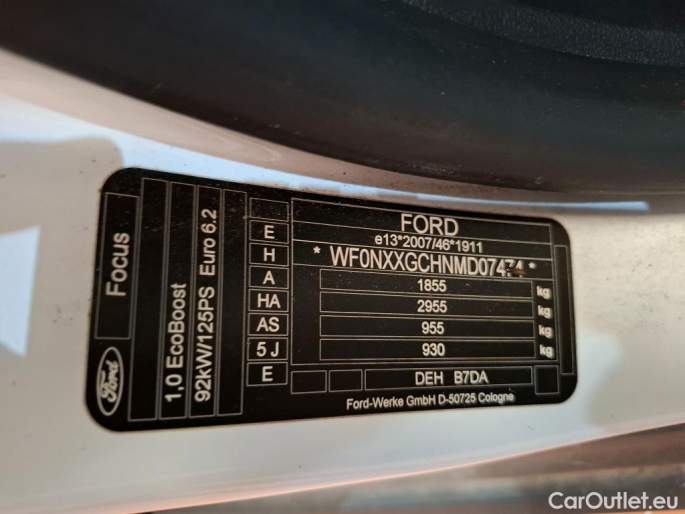 FORD
e13*2007/46*1911
* WF0NXXGCHNMD07474 *
1855 kg
2955 kg
955 kg
930 kg
DEH B7DA
Ford-Werke GmbH D-50725 Cologne
E
H
A
HA
AS
5 J
E
Focus
1,0 EcoBoost
92kW/125PS Euro 6.2
Ford
CarOutlet.eu